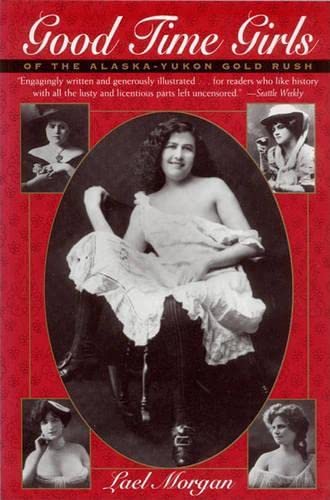 Good Time Girls
OF THE ALASKA-YUKON GOLD RUSH
"Engagingly written and generously illustrated . . . for readers who like history
with all the lusty and licentious parts left uncensored." —Seattle Weekly
Lael Morgan